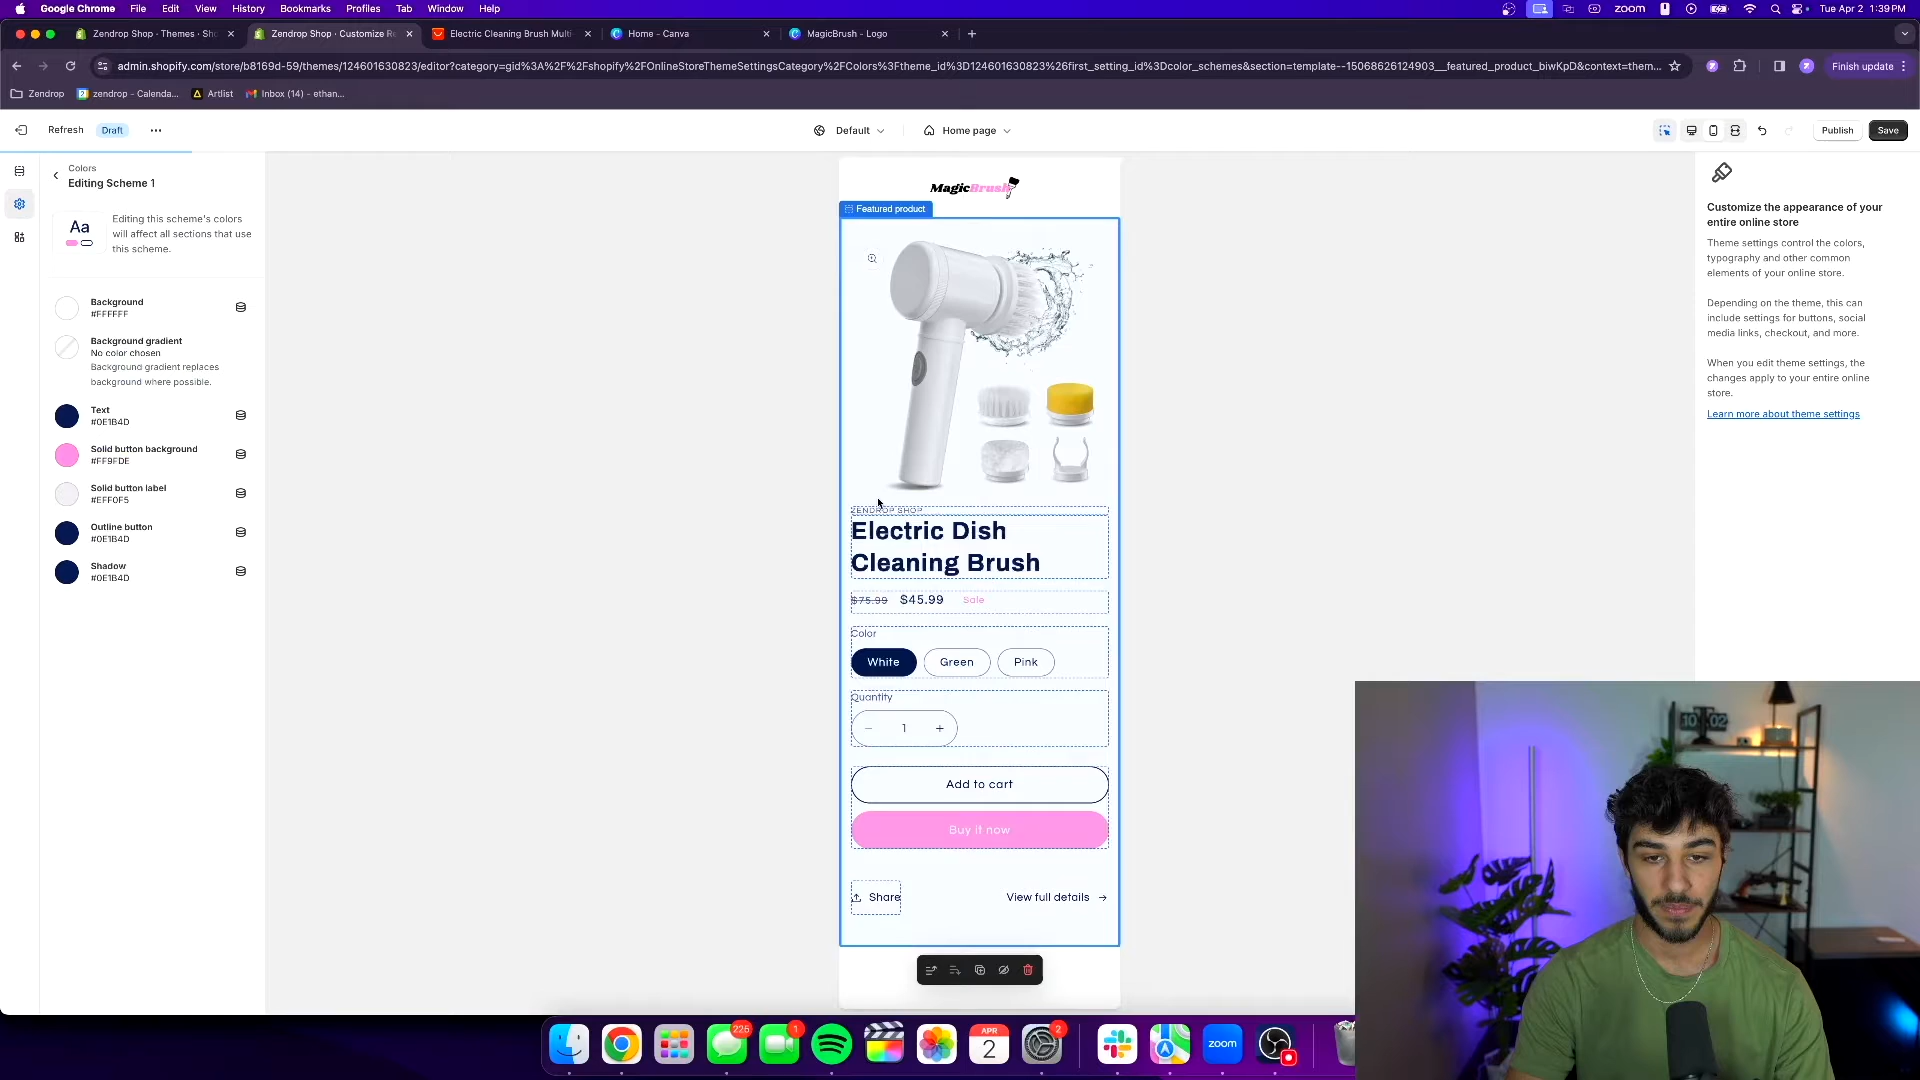 Google Chrome File Edit View History Bookmarks Profiles Tab Window Help zoom Tue Apr 2 1:39 PM
Zendrop Shop · Themes · Sh Zendrop Shop · Customize R Electric Cleaning Brush Multi- Home - Canva MagicBrush - Logo
admin.shopify.com/store/b8169d-59/themes/124601630823/editor?category=gid%3A%2F%2Fshopify%2FOnlineStoreThemeSettingsCategory%2FColors%3Ftheme_id%3D124601630823%26first_setting_id%3Dcolor_schemes&section=template--15068626124903__featured_product_biwKpD&context=them... Finish update
Zendrop zendrop - Calenda... Artlist Inbox (14) - ethan...
Refresh Draft Default Home page Publish Save
Colors
Editing Scheme 1
Aa
Editing this scheme's colors
will affect all sections that use
this scheme.
Background
#FFFFFF
Background gradient
No color chosen
Background gradient replaces
background where possible.
Text
#0E1B4D
Solid button background
#FF9FDE
Solid button label
#EFF0F5
Outline button
#0E1B4D
Shadow
#0E1B4D
MagicBrush
Featured product
ZENDROP SHOP
Electric Dish
Cleaning Brush
$75.99 $45.99 Sale
Color
White Green Pink
Quantity
1
Add to cart
Buy it now
Share View full details
Customize the appearance of your
entire online store
Theme settings control the colors,
typography and other common
elements of your online store.
Depending on the theme, this can
include settings for buttons, social
media links, checkout, and more.
When you edit theme settings, the
changes apply to your entire online
store.
Learn more about theme settings
10 02
226 1 APR 2 2 zoom